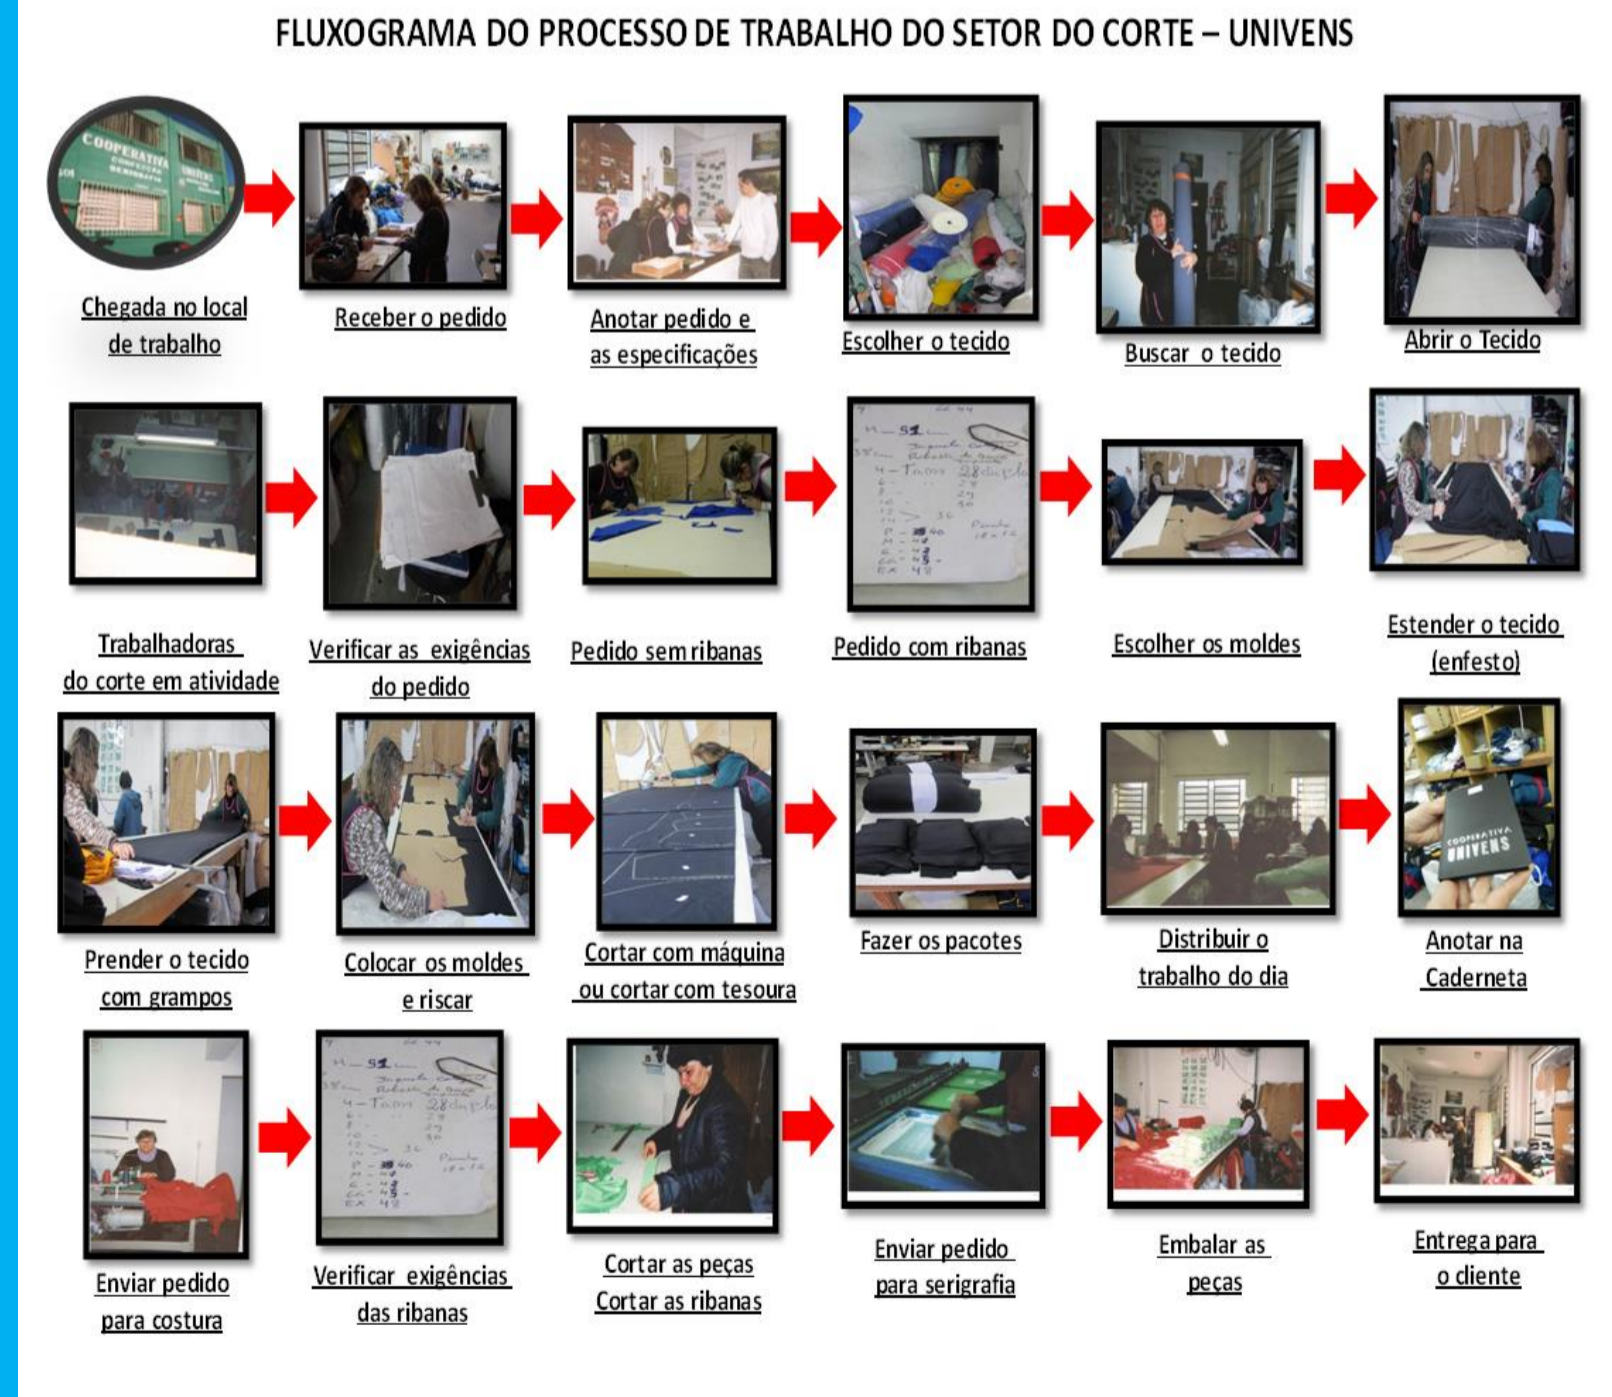 FLUXOGRAMA DO PROCESSO DE TRABALHO DO SETOR DO CORTE – UNIVENS
COOPERATIVA
UNIVENS
Chegada no local
de trabalho
Receber o pedido
Anotar pedido e
as especificações
Escolher o tecido
Buscar o tecido
Abrir o Tecido
Trabalhadoras
do corte em atividade
Verificar as exigências
do pedido
Pedido sem ribanas
Pedido com ribanas
Escolher os moldes
Estender o tecido
(enfesto)
COOPERATIVA
UNIVENS
Prender o tecido
com grampos
Colocar os moldes
e riscar
Cortar com máquina
ou cortar com tesoura
Fazer os pacotes
Distribuir o
trabalho do dia
Anotar na
Caderneta
Enviar pedido
para costura
Verificar exigências
das ribanas
Cortar as peças
Cortar as ribanas
Enviar pedido
para serigrafia
Embalar as
peças
Entrega para
o cliente